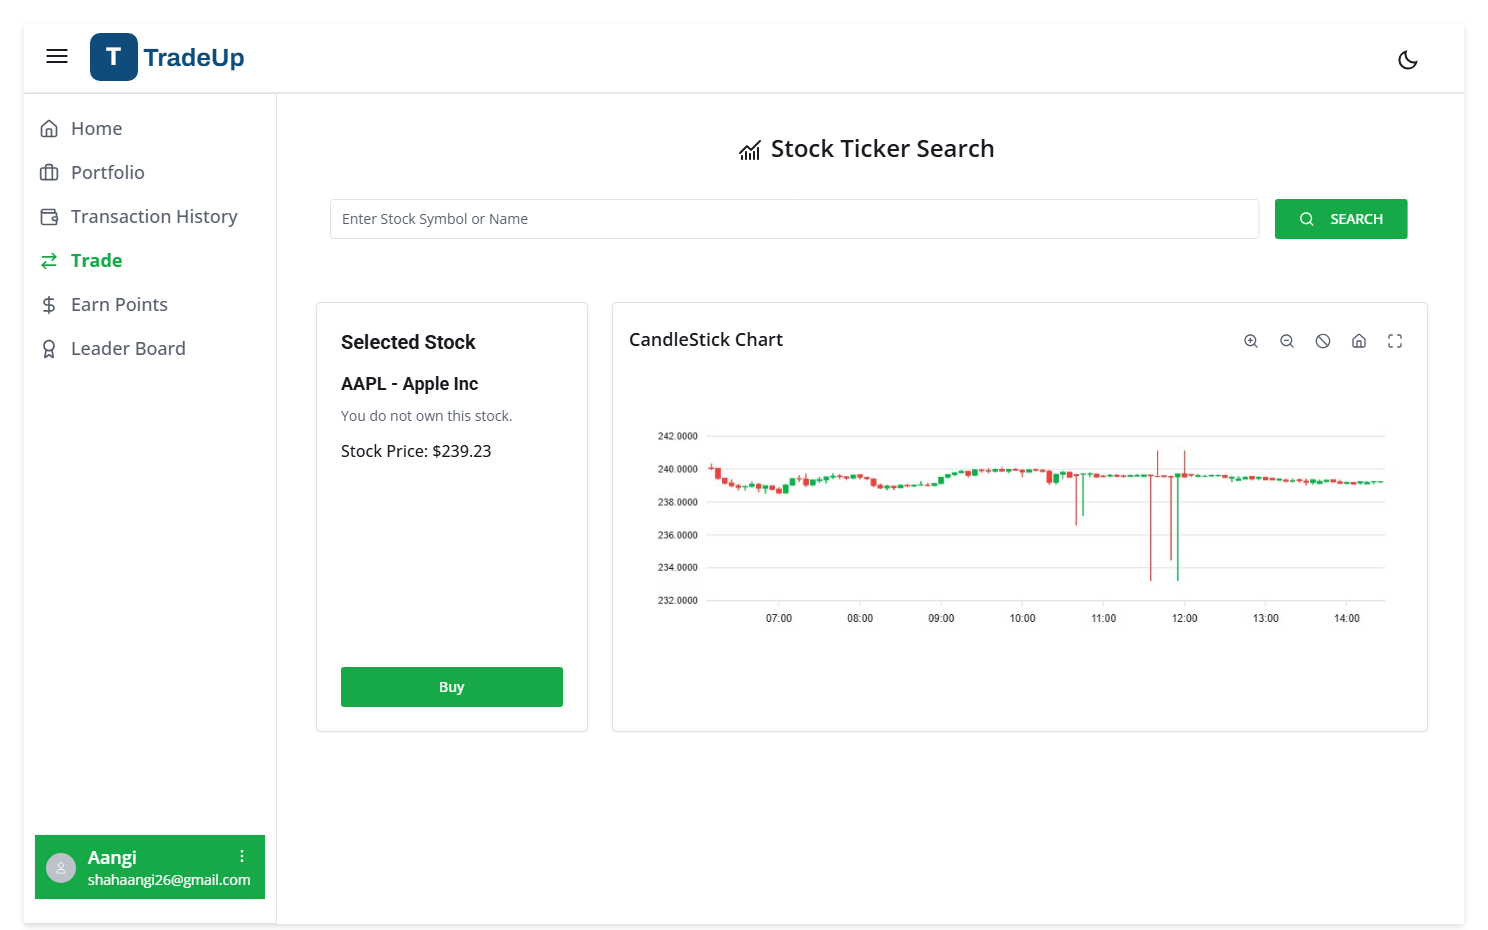 T TradeUp
Home
Portfolio
Transaction History
Trade
Earn Points
Leader Board
Aangi
shahaangi26@gmail.com
Stock Ticker Search
Enter Stock Symbol or Name
SEARCH
Selected Stock
AAPL - Apple Inc
You do not own this stock.
Stock Price: $239.23
Buy
CandleStick Chart
242.0000
240.0000
238.0000
236.0000
234.0000
232.0000
07:00 08:00 09:00 10:00 11:00 12:00 13:00 14:00